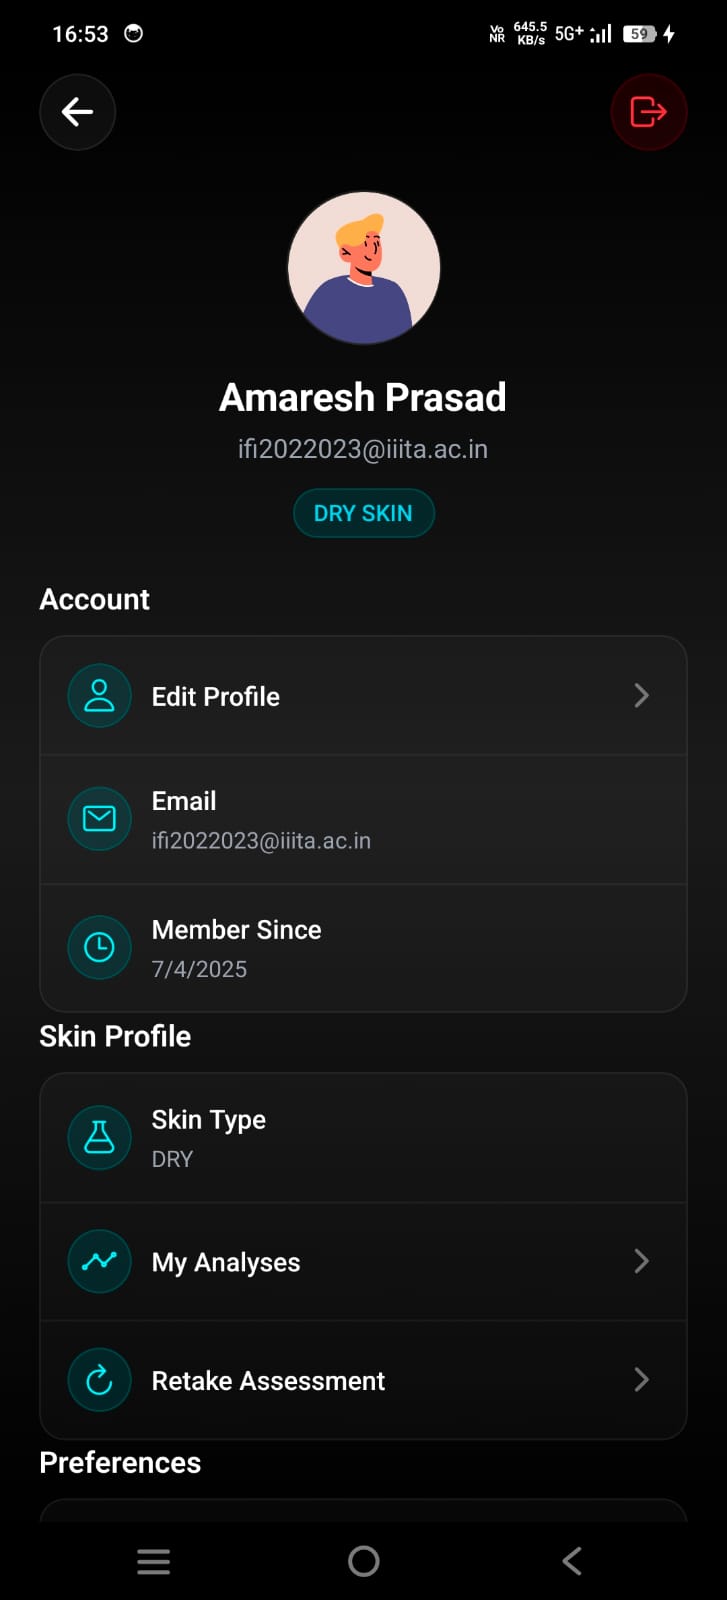 16:53
Vo
NR
645.5
KB/s
5G+
59
Amaresh Prasad
ifi2022023@iiita.ac.in
DRY SKIN
Account
Edit Profile
Email
ifi2022023@iiita.ac.in
Member Since
7/4/2025
Skin Profile
Skin Type
DRY
My Analyses
Retake Assessment
Preferences